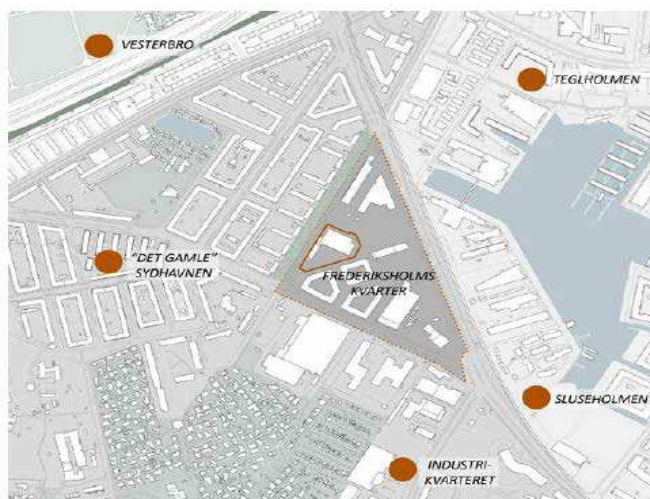 VESTERBRO
TEGLHOLMEN
"DET GAMLE"
SYDHAVNEN
FREDERIKSHOLMS
KVARTER
SLUSEHOLMEN
INDUSTRI-
KVARTERET